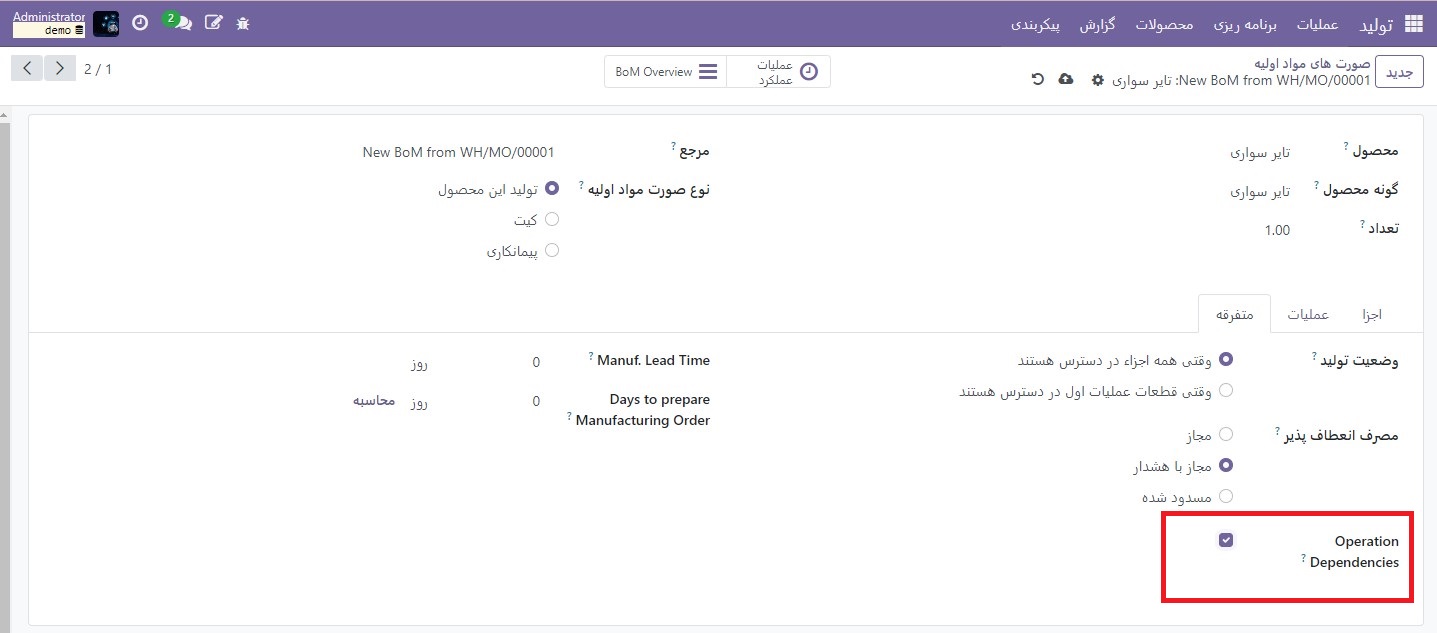 تولید عملیات برنامه ریزی محصولات گزارش پیکربندی
2
Administrator
demo
جدید
صورت های مواد اولیه
New BoM from WH/MO/00001: تایر سواری
عملیات
عملکرد
BoM Overview
2 / 1
محصول ?
تایر سواری
گونه محصول ?
تایر سواری
تعداد ?
1.00
مرجع ?
New BoM from WH/MO/00001
نوع صورت مواد اولیه ?
تولید این محصول
کیت
پیمانکاری
اجزا عملیات متفرقه
وضعیت تولید ?
وقتی همه اجزاء در دسترس هستند
وقتی قطعات عملیات اول در دسترس هستند
مصرف انعطاف پذیر ?
مجاز
مجاز با هشدار
مسدود شده
Operation
Dependencies ?
Manuf. Lead Time ?
0 روز
Days to prepare
Manufacturing Order ?
0 روز محاسبه